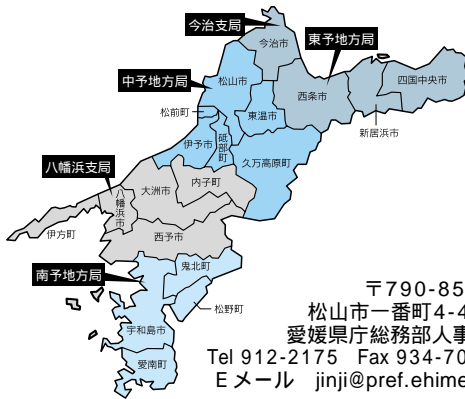 今治支局
東予地方局
今治市
中予地方局
松山市
四国中央市
西条市
松前町
東温市
新居浜市
伊予市
砥部町
久万高原町
八幡浜支局
内子町
大洲市
八幡浜市
伊方町
西予市
鬼北町
南予地方局
松野町
宇和島市
愛南町
〒790-85
松山市一番町4-4
愛媛県庁総務部人事
Tel 912-2175 Fax 934-70
Eメール jinji@pref.ehime